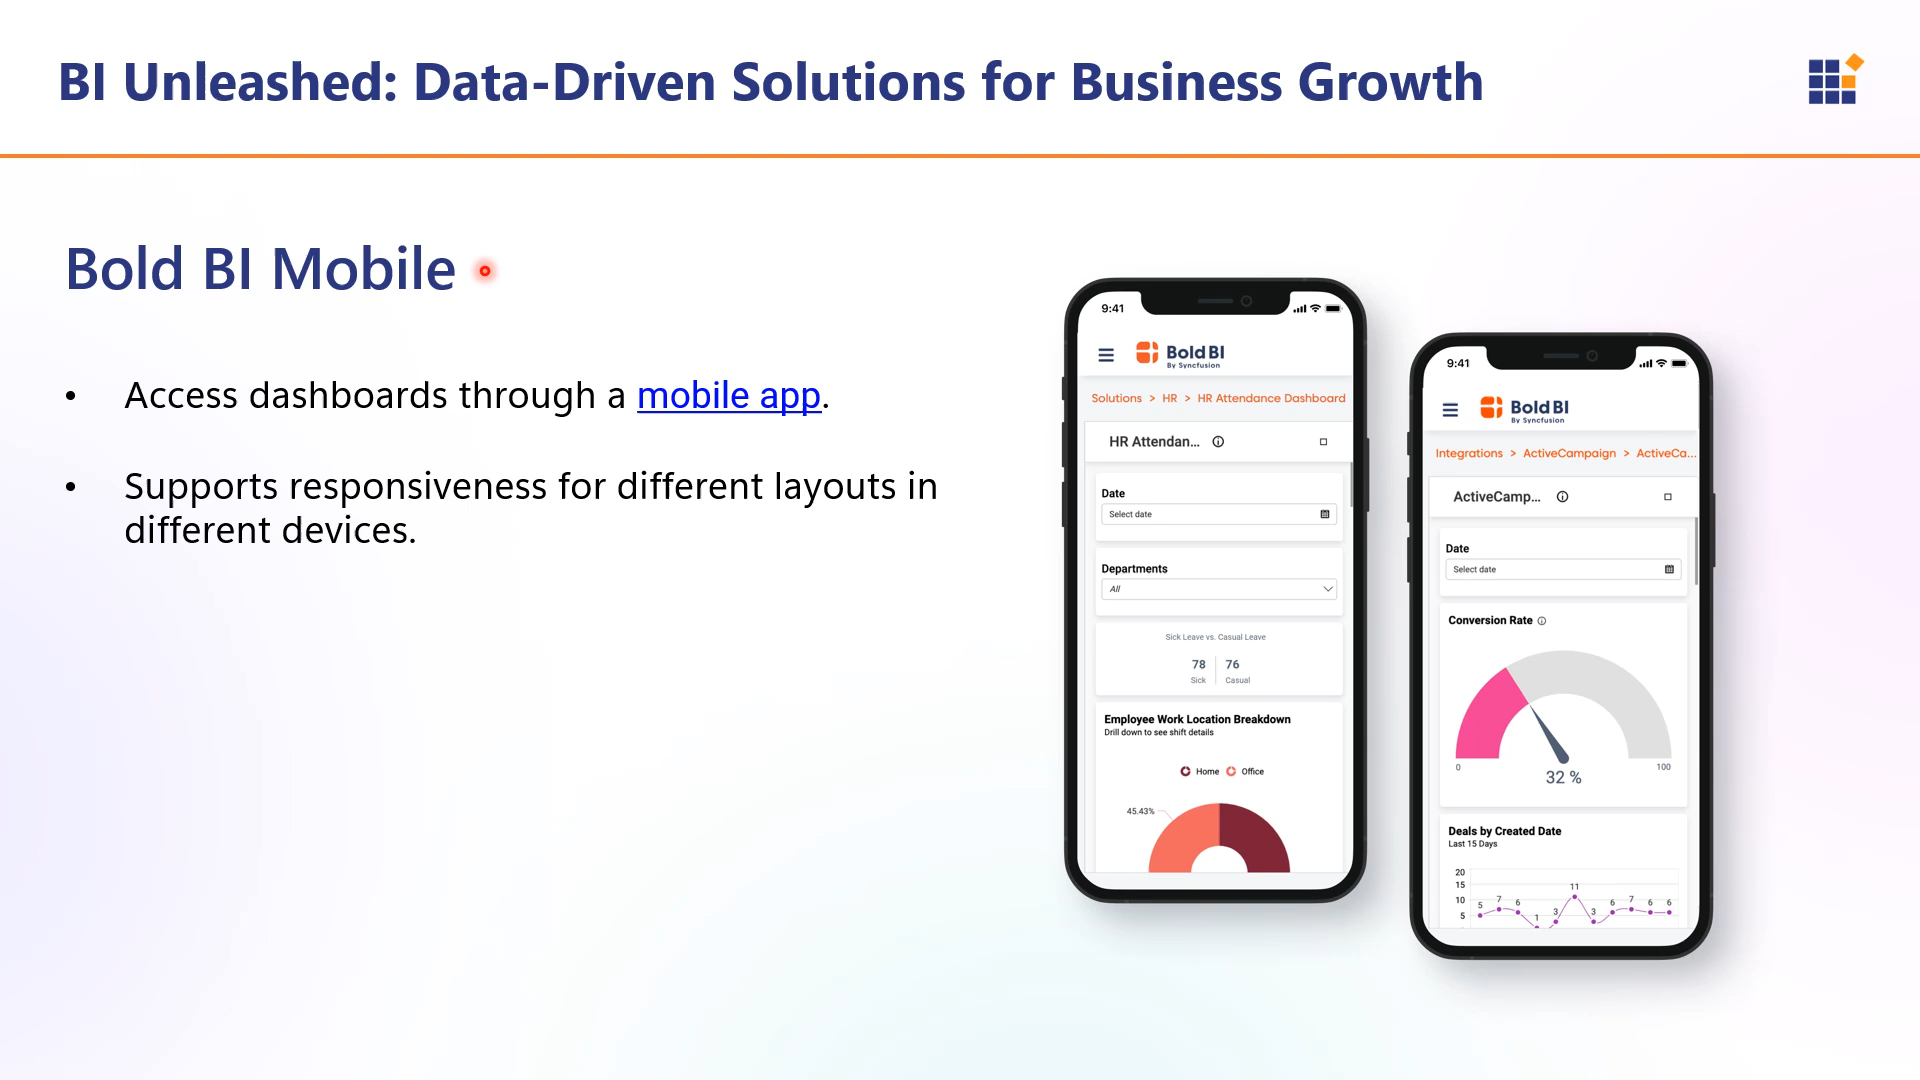 BI Unleashed: Data-Driven Solutions for Business Growth
Bold BI Mobile
• Access dashboards through a mobile app.
• Supports responsiveness for different layouts in
different devices.
9:41
Bold BI
By Syncfusion
Solutions > HR > HR Attendance Dashboard
HR Attendan...
Date
Select date
Departments
All
Sick Leave vs. Casual Leave
78 76
Sick Casual
Employee Work Location Breakdown
Drill down to see shift details
Home Office
45.43%
9:41
Bold BI
By Syncfusion
Integrations > ActiveCampaign > ActiveCa...
ActiveCamp...
Date
Select date
Conversion Rate
0 100
32 %
Deals by Created Date
Last 15 Days
20
15
10
5
5 7 6 1 3 11 3 6 7 6 6